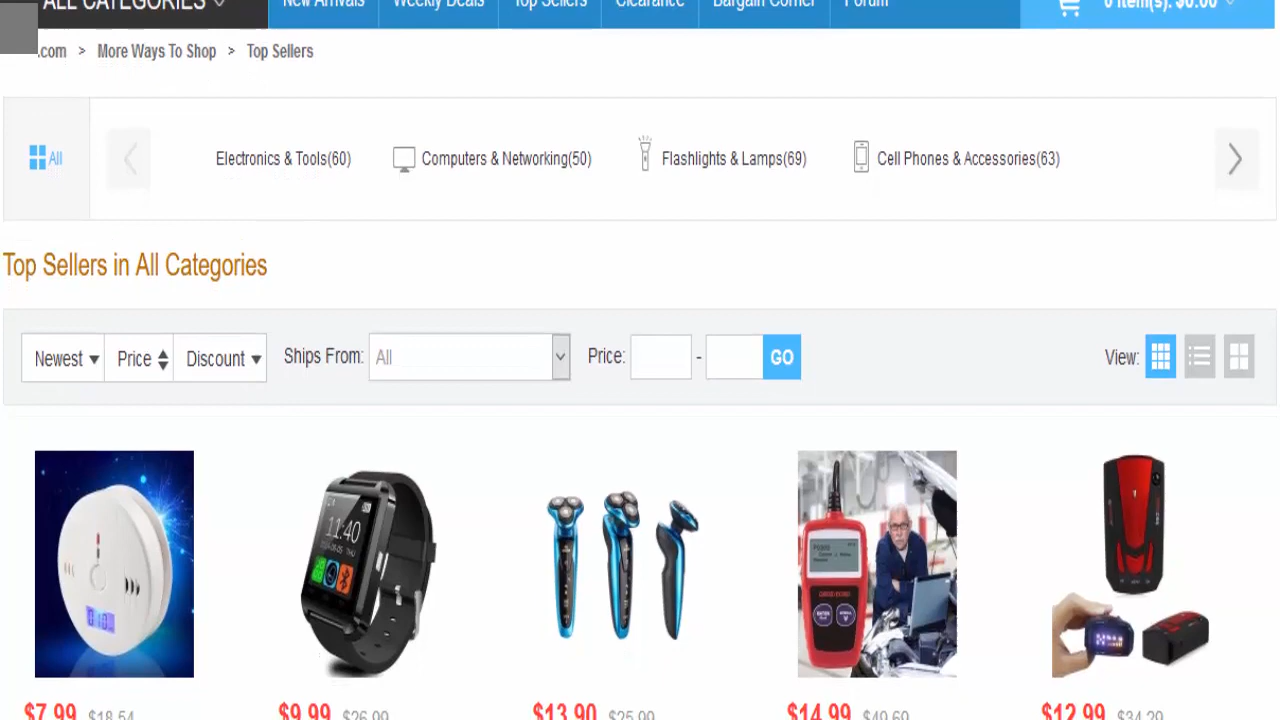 ALL CATEGORIES New Arrivals Weekly Deals Top Sellers Clearance Bargain Corner Forum 0 item(s): $0.00
.com > More Ways To Shop > Top Sellers
All Electronics & Tools(60) Computers & Networking(50) Flashlights & Lamps(69) Cell Phones & Accessories(63)
Top Sellers in All Categories
Newest Price Discount Ships From: All Price: - GO View:
11:40
$7.99 $18.54 $9.99 $26.99 $13.90 $25.99 $14.99 $49.69 $12.99 $34.29